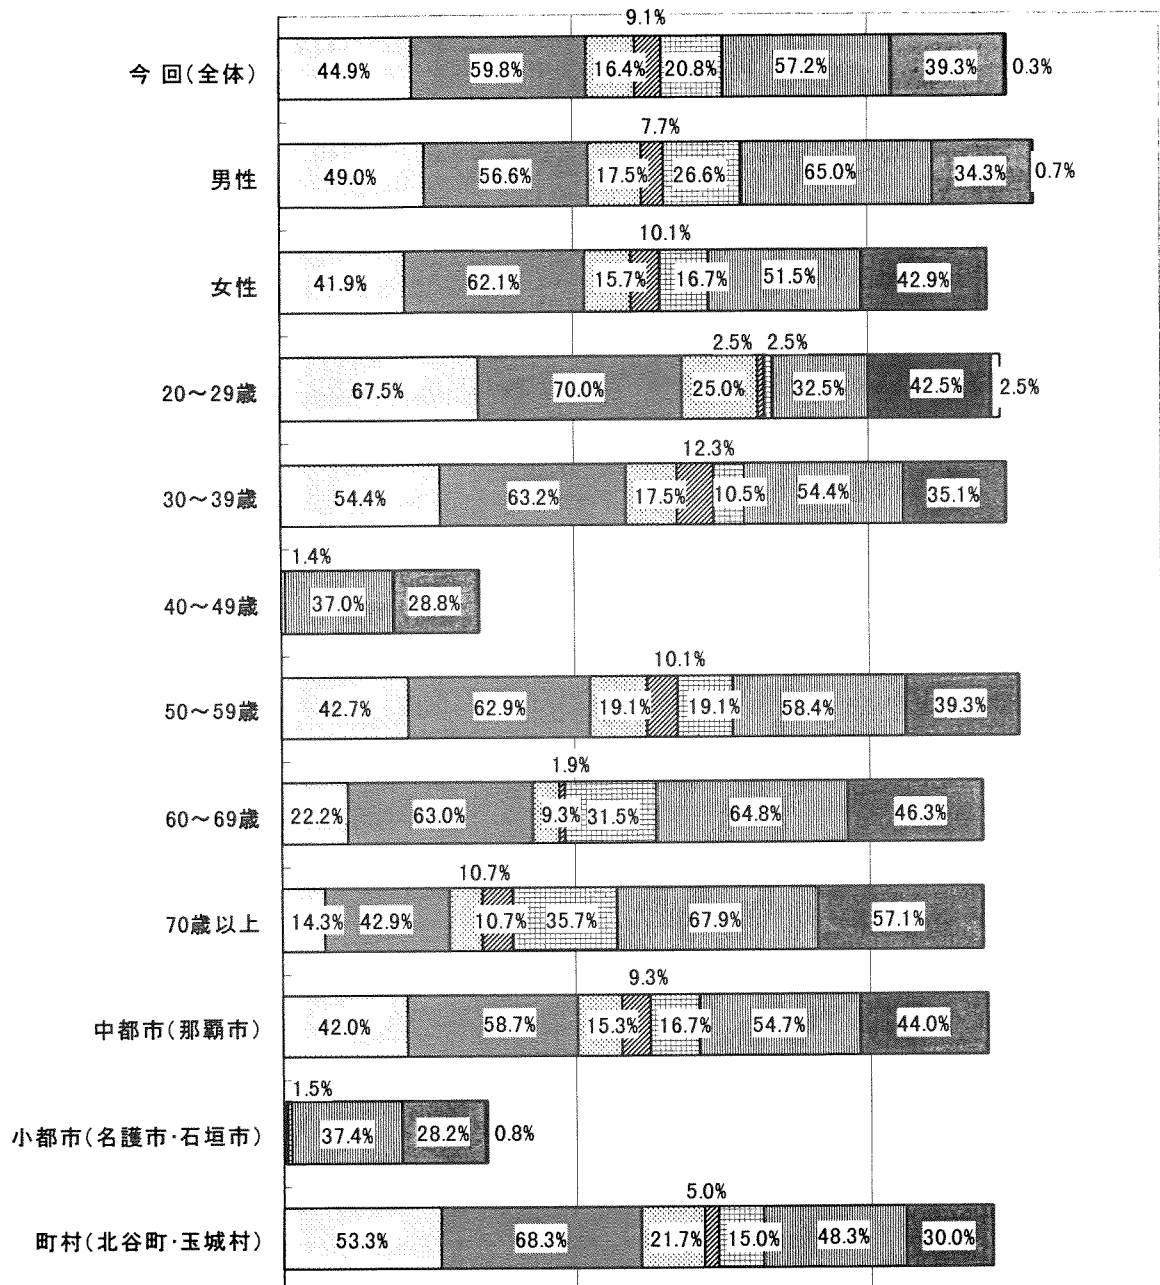 9.1%
今 回(全体) 44.9% 59.8% 16.4% 20.8% 57.2% 39.3% 0.3%
7.7%
男性 49.0% 56.6% 17.5% 26.6% 65.0% 34.3% 0.7%
10.1%
女性 41.9% 62.1% 15.7% 16.7% 51.5% 42.9%
2.5% 2.5%
20～29歳 67.5% 70.0% 25.0% 32.5% 42.5% 2.5%
12.3%
30～39歳 54.4% 63.2% 17.5% 10.5% 54.4% 35.1%
1.4%
40～49歳 37.0% 28.8%
10.1%
50～59歳 42.7% 62.9% 19.1% 19.1% 58.4% 39.3%
1.9%
60～69歳 22.2% 63.0% 9.3% 31.5% 64.8% 46.3%
10.7%
70歳以上 14.3% 42.9% 10.7% 35.7% 67.9% 57.1%
9.3%
中都市(那覇市) 42.0% 58.7% 15.3% 16.7% 54.7% 44.0%
1.5%
小都市(名護市･石垣市) 37.4% 28.2% 0.8%
5.0%
町村(北谷町･玉城村) 53.3% 68.3% 21.7% 15.0% 48.3% 30.0%